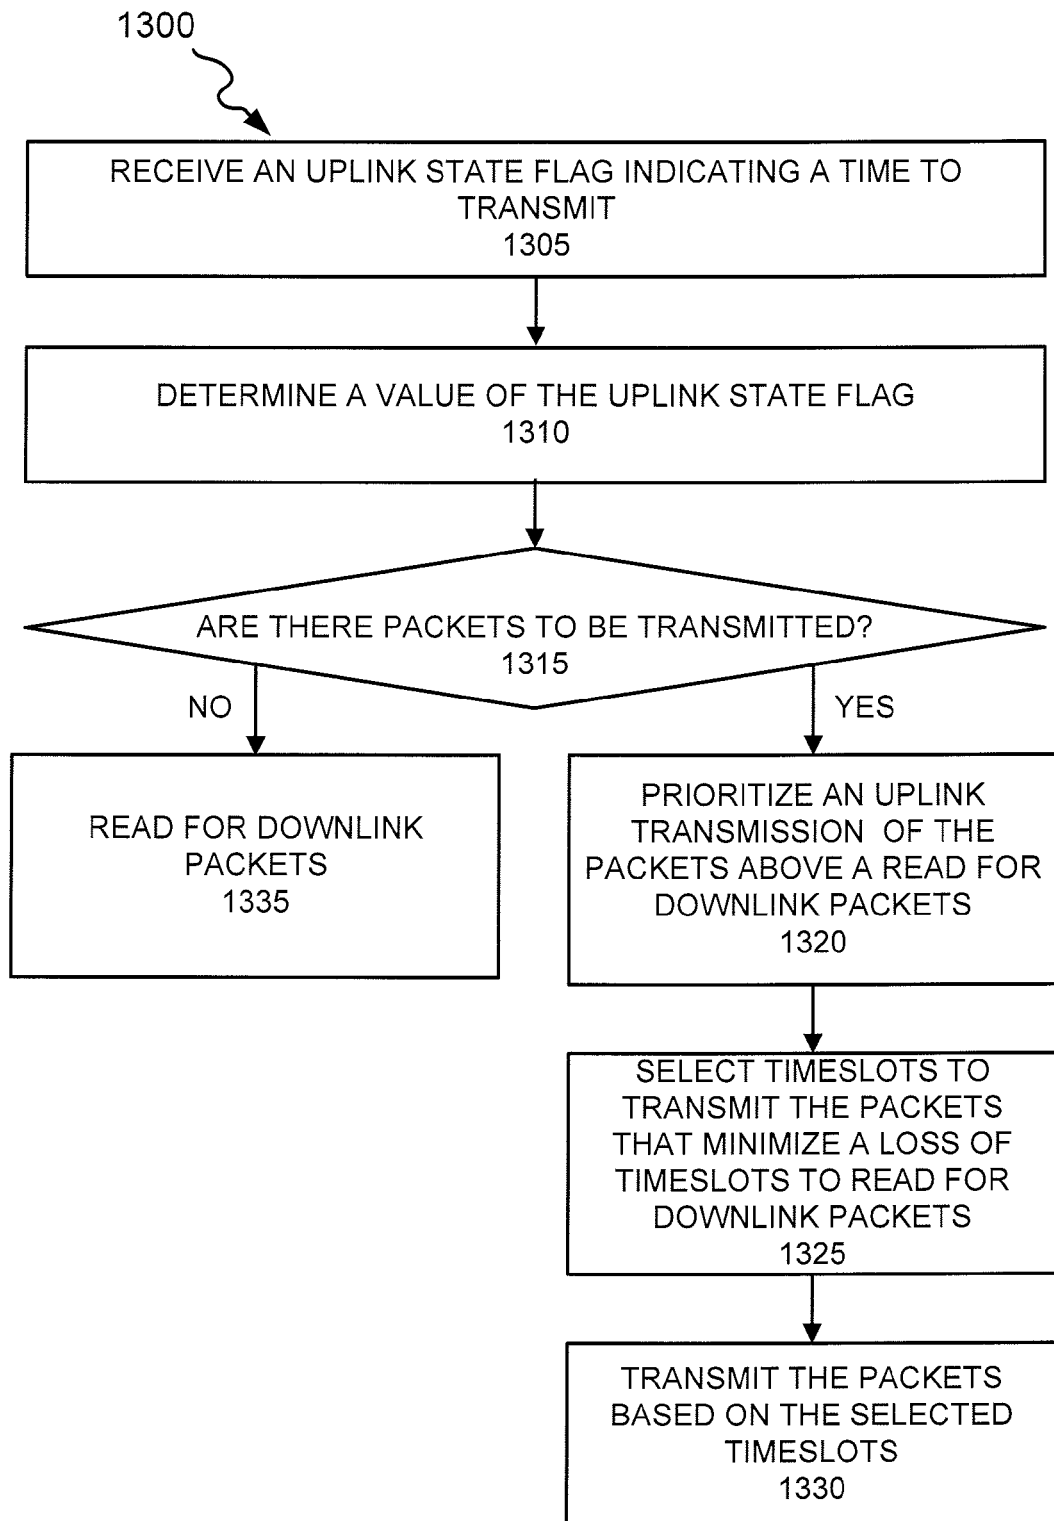 1300
RECEIVE AN UPLINK STATE FLAG INDICATING A TIME TO
TRANSMIT
1305
DETERMINE A VALUE OF THE UPLINK STATE FLAG
1310
ARE THERE PACKETS TO BE TRANSMITTED?
1315
NO
YES
READ FOR DOWNLINK
PACKETS
1335
PRIORITIZE AN UPLINK
TRANSMISSION OF THE
PACKETS ABOVE A READ FOR
DOWNLINK PACKETS
1320
SELECT TIMESLOTS TO
TRANSMIT THE PACKETS
THAT MINIMIZE A LOSS OF
TIMESLOTS TO READ FOR
DOWNLINK PACKETS
1325
TRANSMIT THE PACKETS
BASED ON THE SELECTED
TIMESLOTS
1330